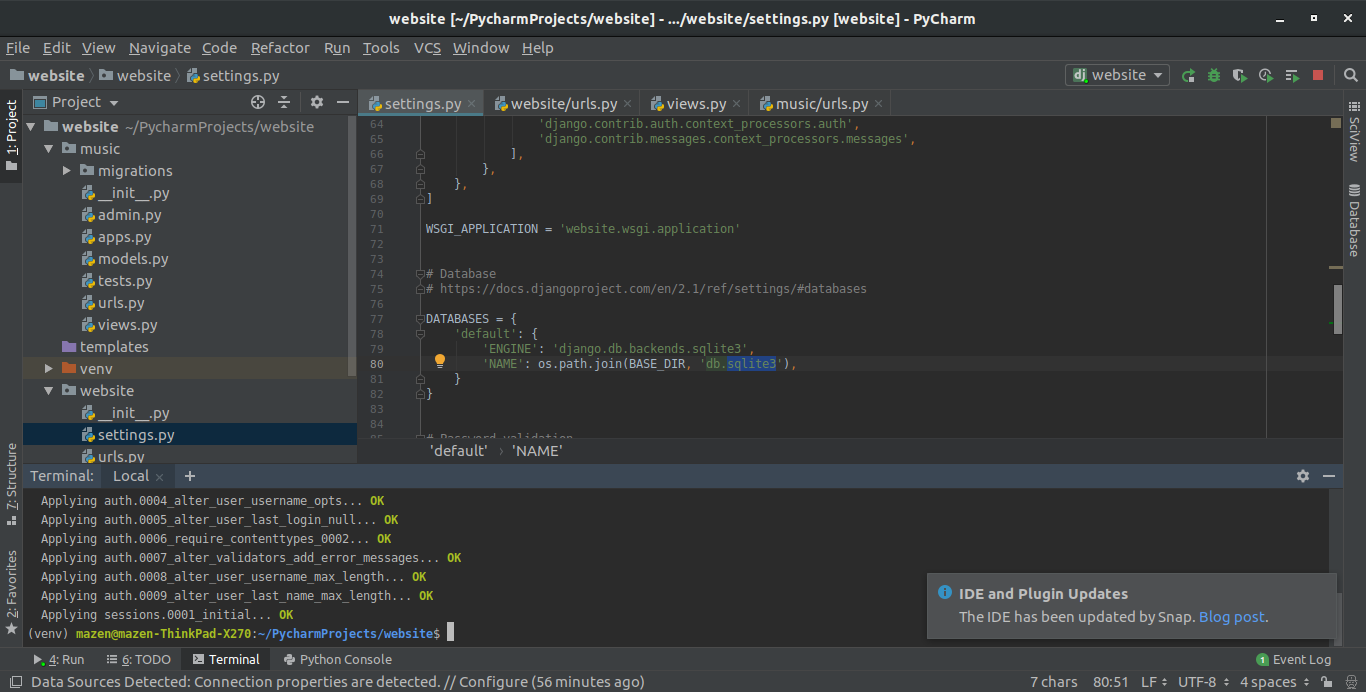 website [~/PycharmProjects/website] - .../website/settings.py [website] - PyCharm
File Edit View Navigate Code Refactor Run Tools VCS Window Help
website website settings.py
dj website
1: Project
Project
settings.py website/urls.py views.py music/urls.py
website ~/PycharmProjects/website
music
migrations
__init__.py
admin.py
apps.py
models.py
tests.py
urls.py
views.py
templates
venv
website
__init__.py
settings.py
urls.py
64 'django.contrib.auth.context_processors.auth',
65 'django.contrib.messages.context_processors.messages',
66 ],
67 },
68 },
69 ]
70
71 WSGI_APPLICATION = 'website.wsgi.application'
72
73
74 # Database
75 # https://docs.djangoproject.com/en/2.1/ref/settings/#databases
76
77 DATABASES = {
78 'default': {
79 'ENGINE': 'django.db.backends.sqlite3',
80 'NAME': os.path.join(BASE_DIR, 'db.sqlite3'),
81 }
82 }
83
84
85 # Password validation
'default' › 'NAME'
SciView
Database
7: Structure
2: Favorites
Terminal: Local × +
Applying auth.0004_alter_user_username_opts... OK
Applying auth.0005_alter_user_last_login_null... OK
Applying auth.0006_require_contenttypes_0002... OK
Applying auth.0007_alter_validators_add_error_messages... OK
Applying auth.0008_alter_user_username_max_length... OK
Applying auth.0009_alter_user_last_name_max_length... OK
Applying sessions.0001_initial... OK
(venv) mazen@mazen-ThinkPad-X270:~/PycharmProjects/website$
IDE and Plugin Updates
The IDE has been updated by Snap. Blog post.
4: Run 6: TODO Terminal Python Console 1 Event Log
Data Sources Detected: Connection properties are detected. // Configure (56 minutes ago) 7 chars 80:51 LF UTF-8 4 spaces